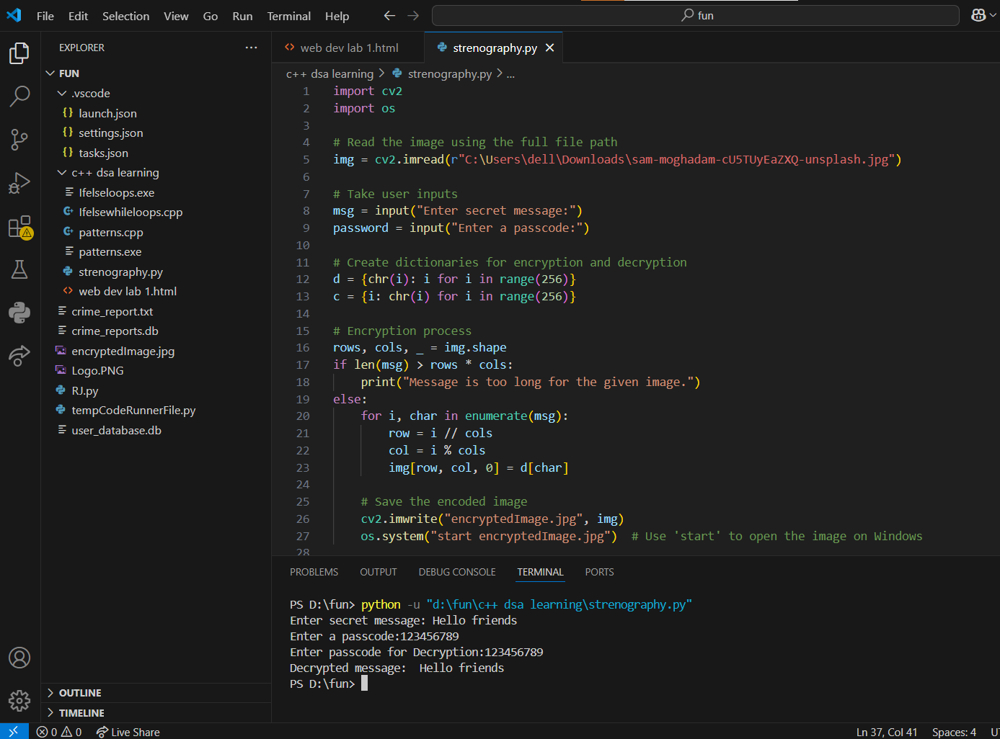 File Edit Selection View Go Run Terminal Help
fun
EXPLORER ...
FUN
.vscode
{} launch.json
{} settings.json
{} tasks.json
c++ dsa learning
Ifelseloops.exe
Ifelsewhileloops.cpp
patterns.cpp
patterns.exe
strenography.py
<> web dev lab 1.html
crime_report.txt
crime_reports.db
encryptedImage.jpg
Logo.PNG
RJ.py
tempCodeRunnerFile.py
user_database.db
OUTLINE
TIMELINE
<> web dev lab 1.html strenography.py
c++ dsa learning > strenography.py > ...
1 import cv2
2 import os
3
4 # Read the image using the full file path
5 img = cv2.imread(r"C:\Users\dell\Downloads\sam-moghadam-cU5TUyEaZXQ-unsplash.jpg")
6
7 # Take user inputs
8 msg = input("Enter secret message:")
9 password = input("Enter a passcode:")
10
11 # Create dictionaries for encryption and decryption
12 d = {chr(i): i for i in range(256)}
13 c = {i: chr(i) for i in range(256)}
14
15 # Encryption process
16 rows, cols, _ = img.shape
17 if len(msg) > rows * cols:
18 print("Message is too long for the given image.")
19 else:
20 for i, char in enumerate(msg):
21 row = i // cols
22 col = i % cols
23 img[row, col, 0] = d[char]
24
25 # Save the encoded image
26 cv2.imwrite("encryptedImage.jpg", img)
27 os.system("start encryptedImage.jpg") # Use 'start' to open the image on Windows
28
PROBLEMS OUTPUT DEBUG CONSOLE TERMINAL PORTS
PS D:\fun> python -u "d:\fun\c++ dsa learning\strenography.py"
Enter secret message: Hello friends
Enter a passcode:123456789
Enter passcode for Decryption:123456789
Decrypted message:  Hello friends
PS D:\fun>
0 0 Live Share Ln 37, Col 41 Spaces: 4